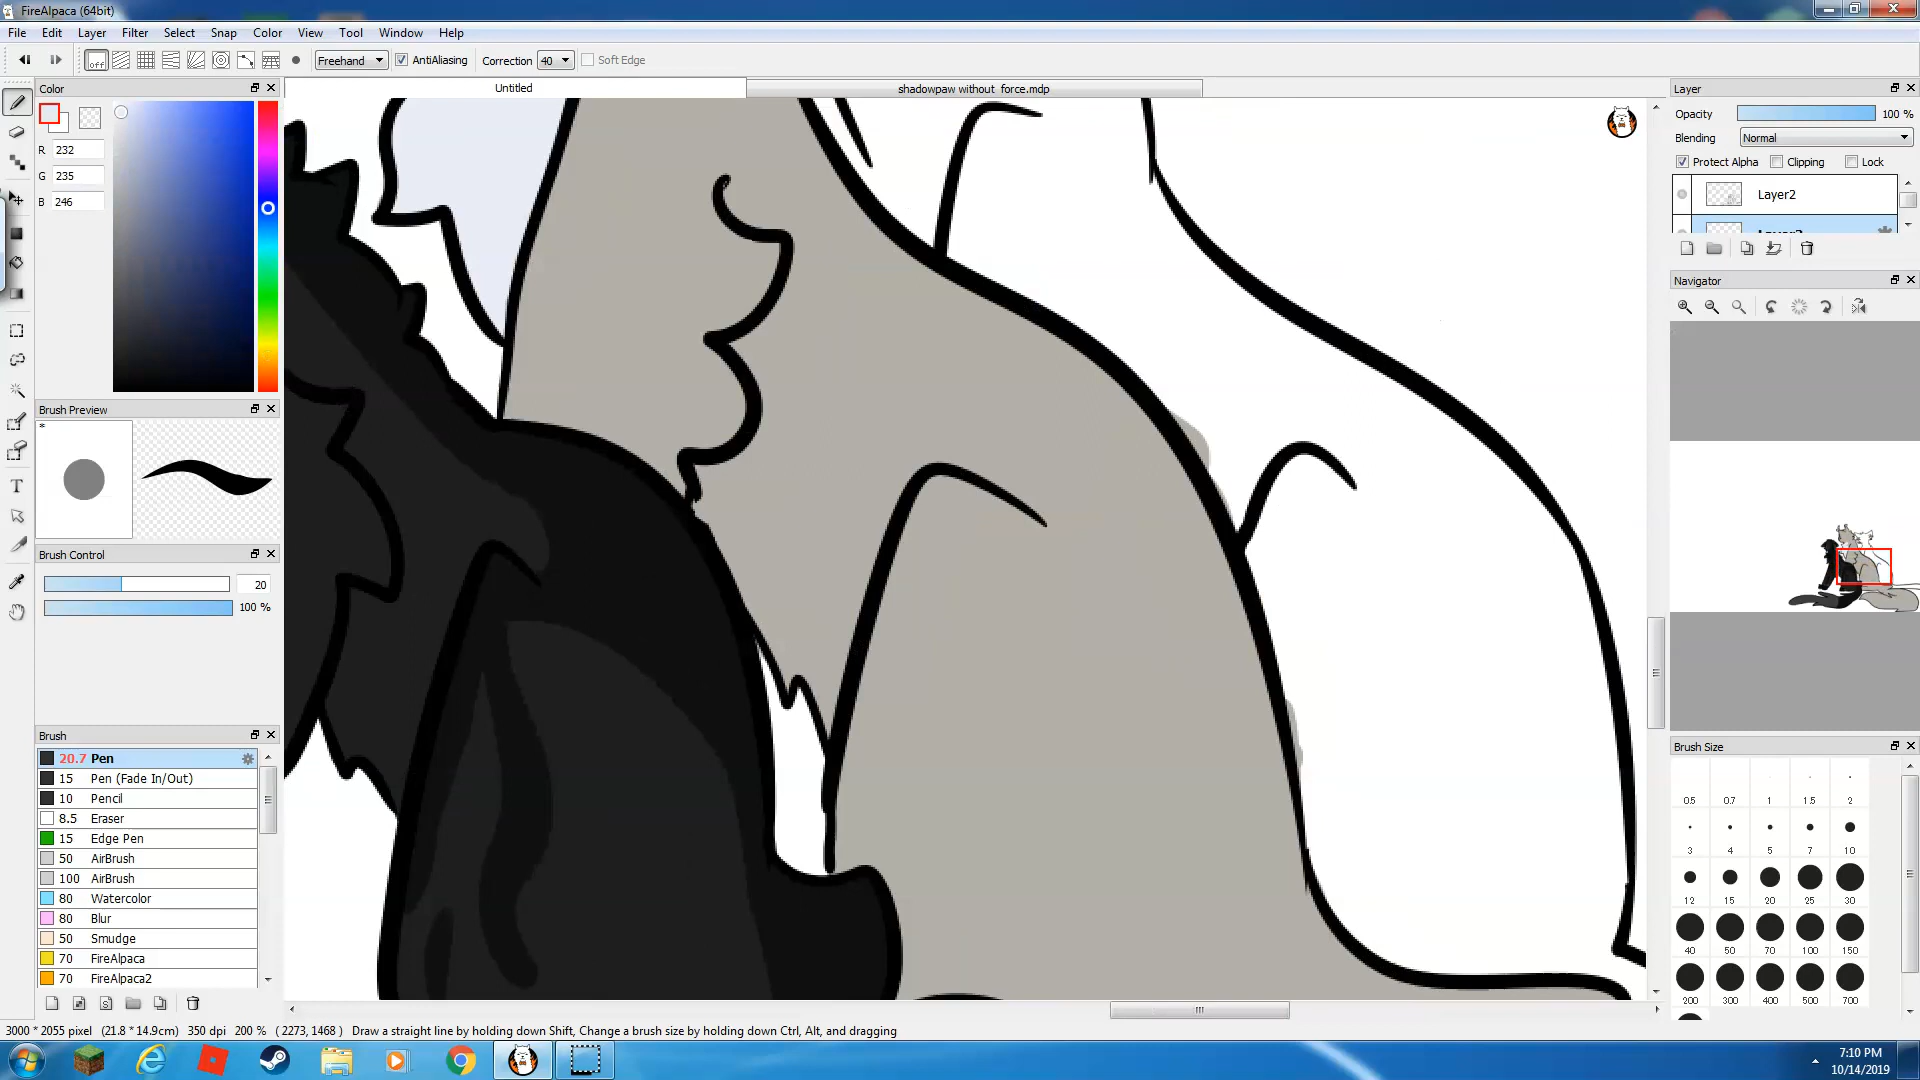 FireAlpaca (64bit)
File Edit Layer Filter Select Snap Color View Tool Window Help
off Freehand AntiAliasing Correction 40 Soft Edge
Color
Untitled
shadowpaw without force.mdp
Layer
R 232
G 235
B 246
Opacity 100 %
Blending Normal
Protect Alpha Clipping Lock
Layer2
Navigator
Brush Preview
*
Brush Control
20
100 %
Brush
20.7 Pen
15 Pen (Fade In/Out)
10 Pencil
8.5 Eraser
15 Edge Pen
50 AirBrush
100 AirBrush
80 Watercolor
80 Blur
50 Smudge
70 FireAlpaca
70 FireAlpaca2
Brush Size
0.5 0.7 1 1.5 2
3 4 5 7 10
12 15 20 25 30
40 50 70 100 150
200 300 400 500 700
3000 * 2055 pixel (21.8 * 14.9cm) 350 dpi 200 % ( 2273, 1468 ) Draw a straight line by holding down Shift, Change a brush size by holding down Ctrl, Alt, and dragging
7:10 PM
10/14/2019